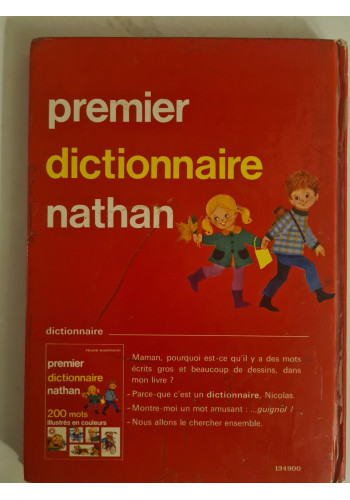 premier
dictionnaire
nathan
dictionnaire
premier
dictionnaire
nathan
200 mots
illustrés en couleurs
- Maman, pourquoi est-ce qu'il y a des mots
écrits gros et beaucoup de dessins, dans
mon livre ?
- Parce-que c'est un dictionnaire, Nicolas.
- Montre-moi un mot amusant : ...guignol !
- Nous allons le chercher ensemble.
134900